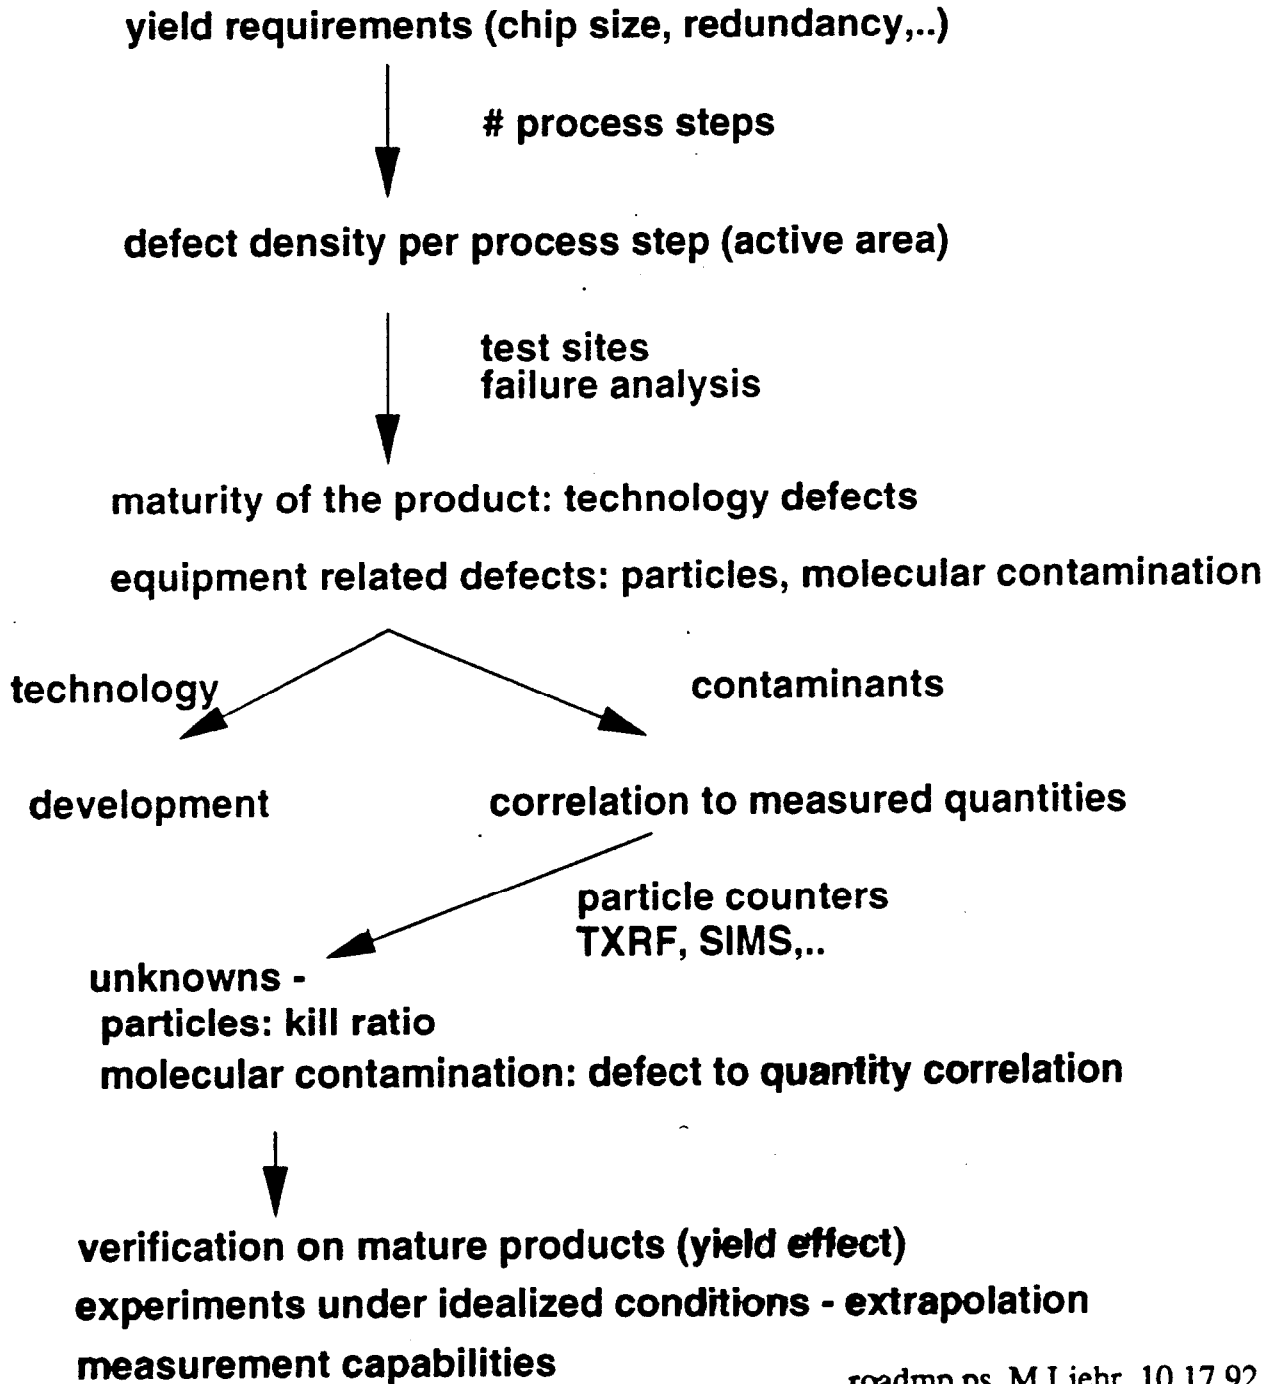 yield requirements (chip size, redundancy,..)
# process steps
defect density per process step (active area)
test sites
failure analysis
maturity of the product: technology defects
equipment related defects: particles, molecular contamination
technology
contaminants
development
correlation to measured quantities
particle counters
TXRF, SIMS,..
unknowns -
particles: kill ratio
molecular contamination: defect to quantity correlation
verification on mature products (yield effect)
experiments under idealized conditions - extrapolation
measurement capabilities
roadmp.ps M.Liehr 10.17.92